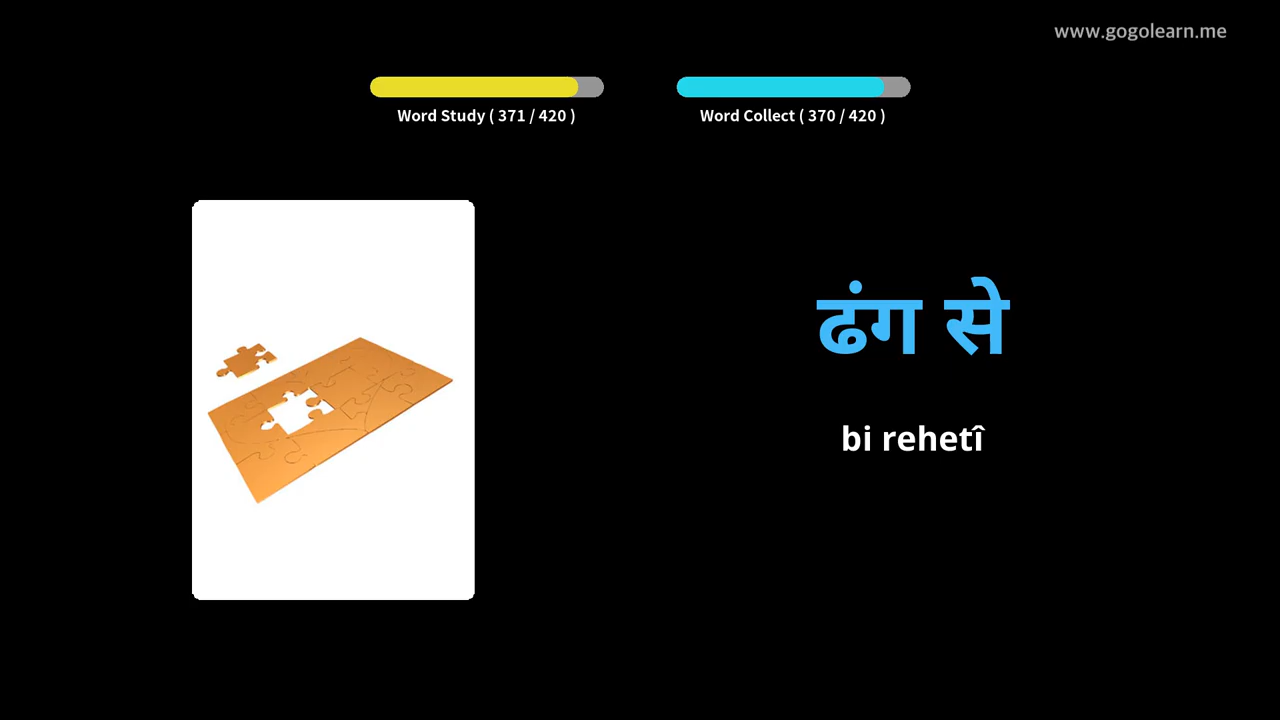 www.gogolearn.me
Word Study ( 371 / 420 )
Word Collect ( 370 / 420 )
ढंग से
bi rehetî